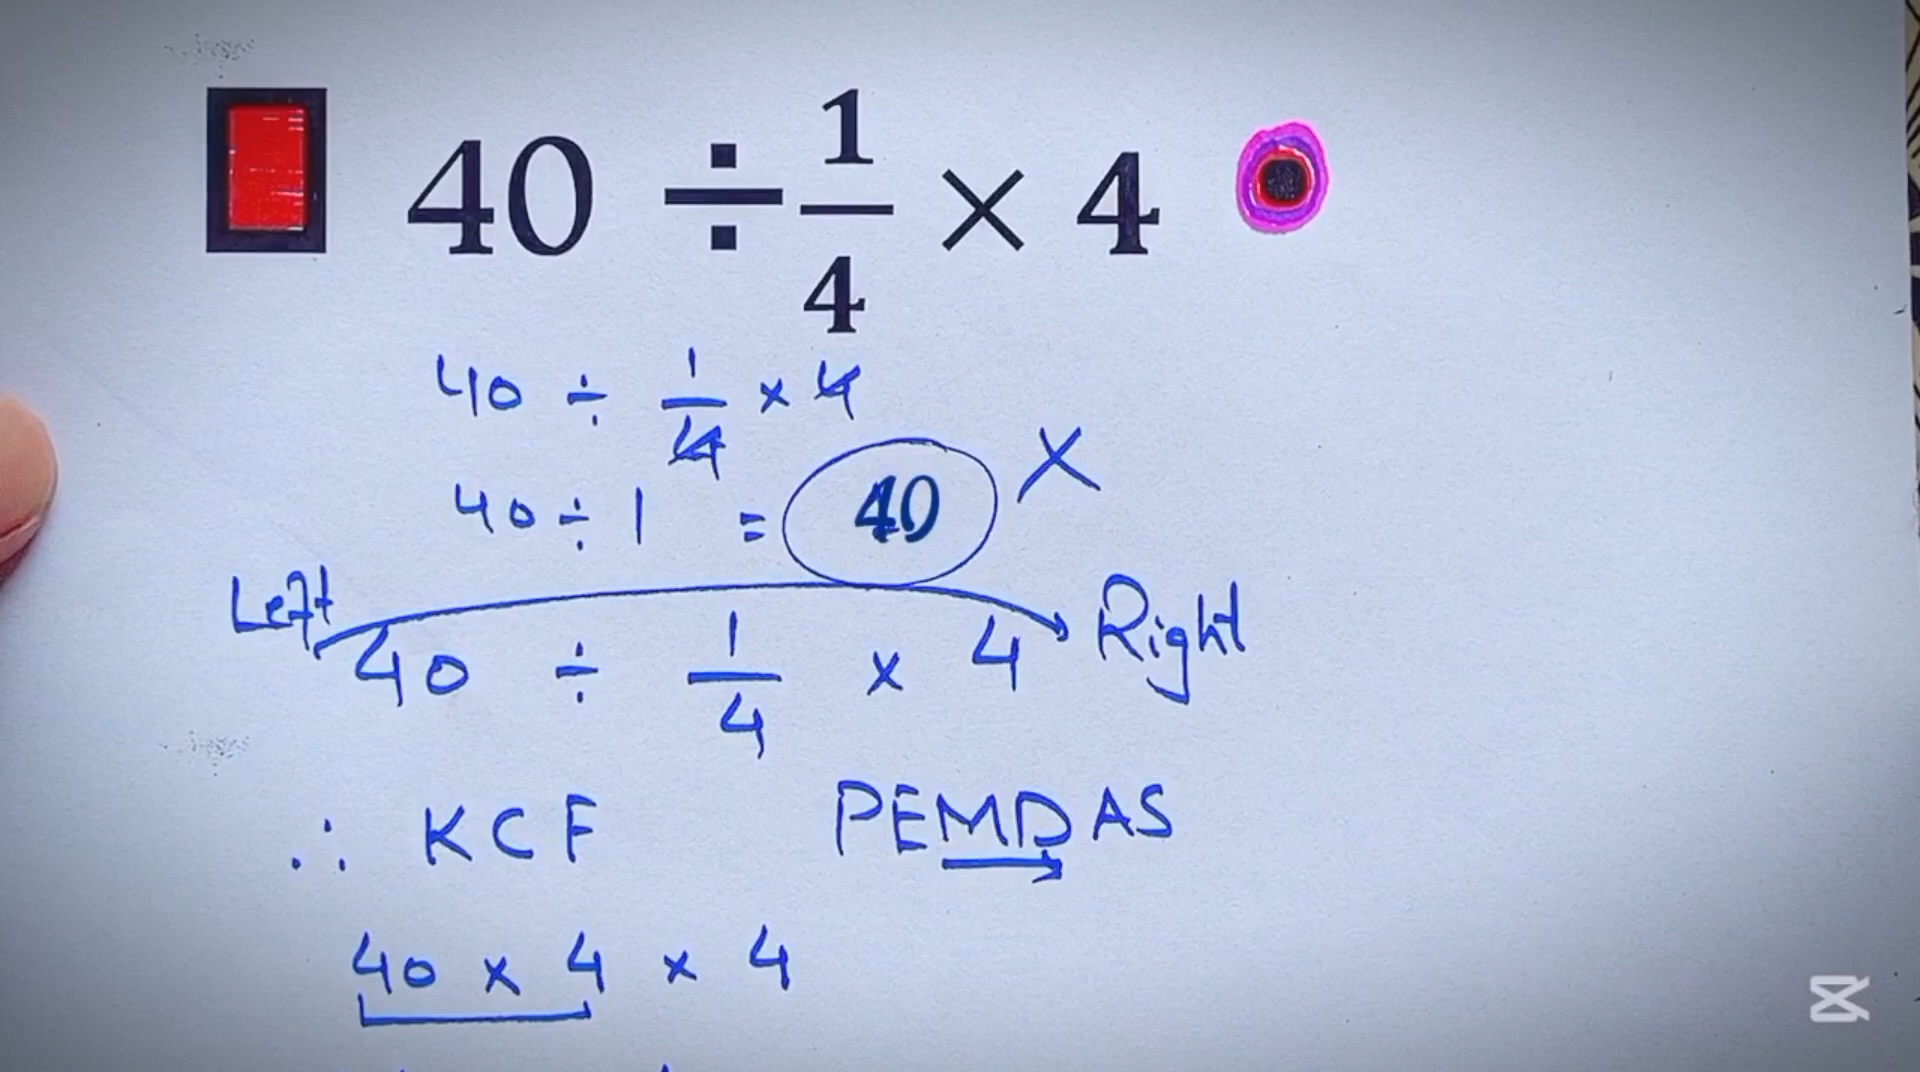 40 ÷ 1/4 × 4
40 ÷ 1/4 × 4
40 ÷ 1 = 40 X
Left Right
40 ÷ 1/4 × 4
∴ KCF PEMDAS
40 × 4 × 4